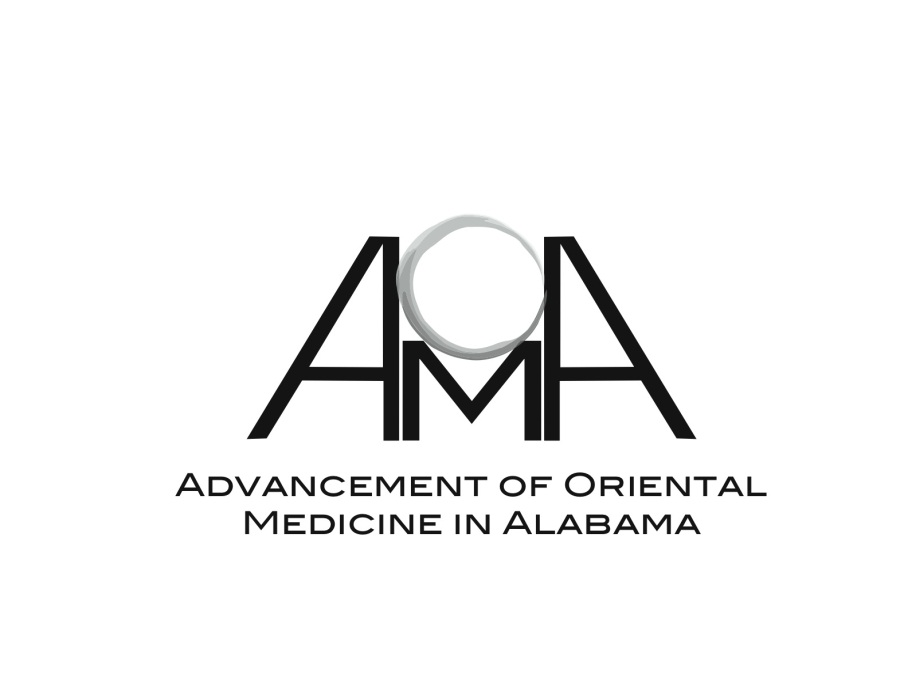 AOMA
Advancement of Oriental
Medicine in Alabama